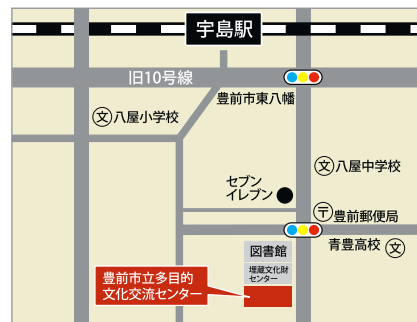 宇島駅
旧10号線
豊前市東八幡
文八屋小学校
文八屋中学校
セブン
イレブン
〒豊前郵便局
青豊高校 文
図書館
埋蔵文化財
センター
豊前市立多目的
文化交流センター